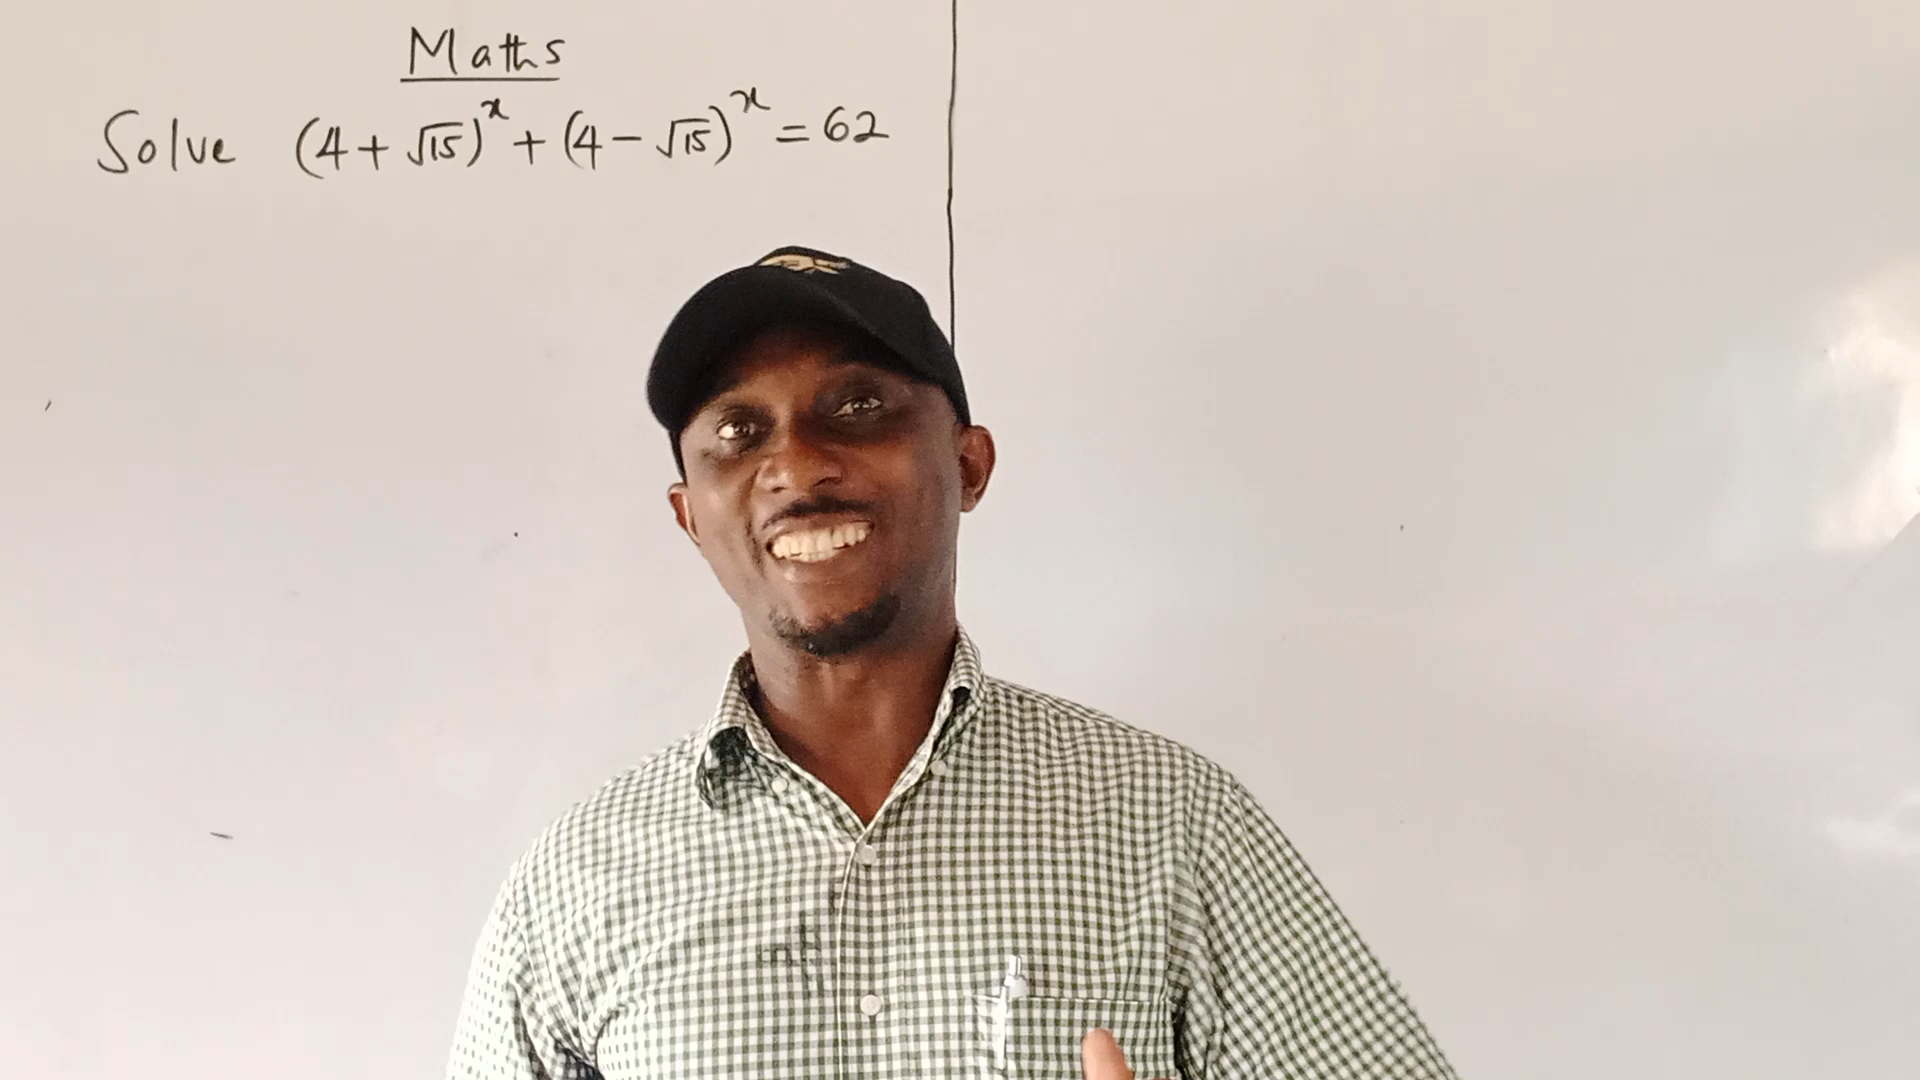 Maths
Solve (4+√15)^x + (4-√15)^x = 62